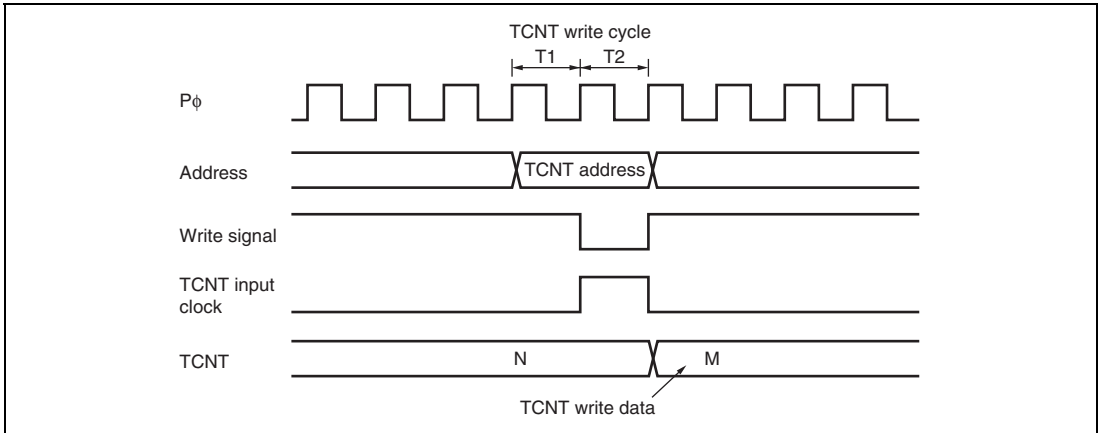 TCNT write cycle
T1 T2
Pϕ
Address
TCNT address
Write signal
TCNT input
clock
TCNT
N
M
TCNT write data